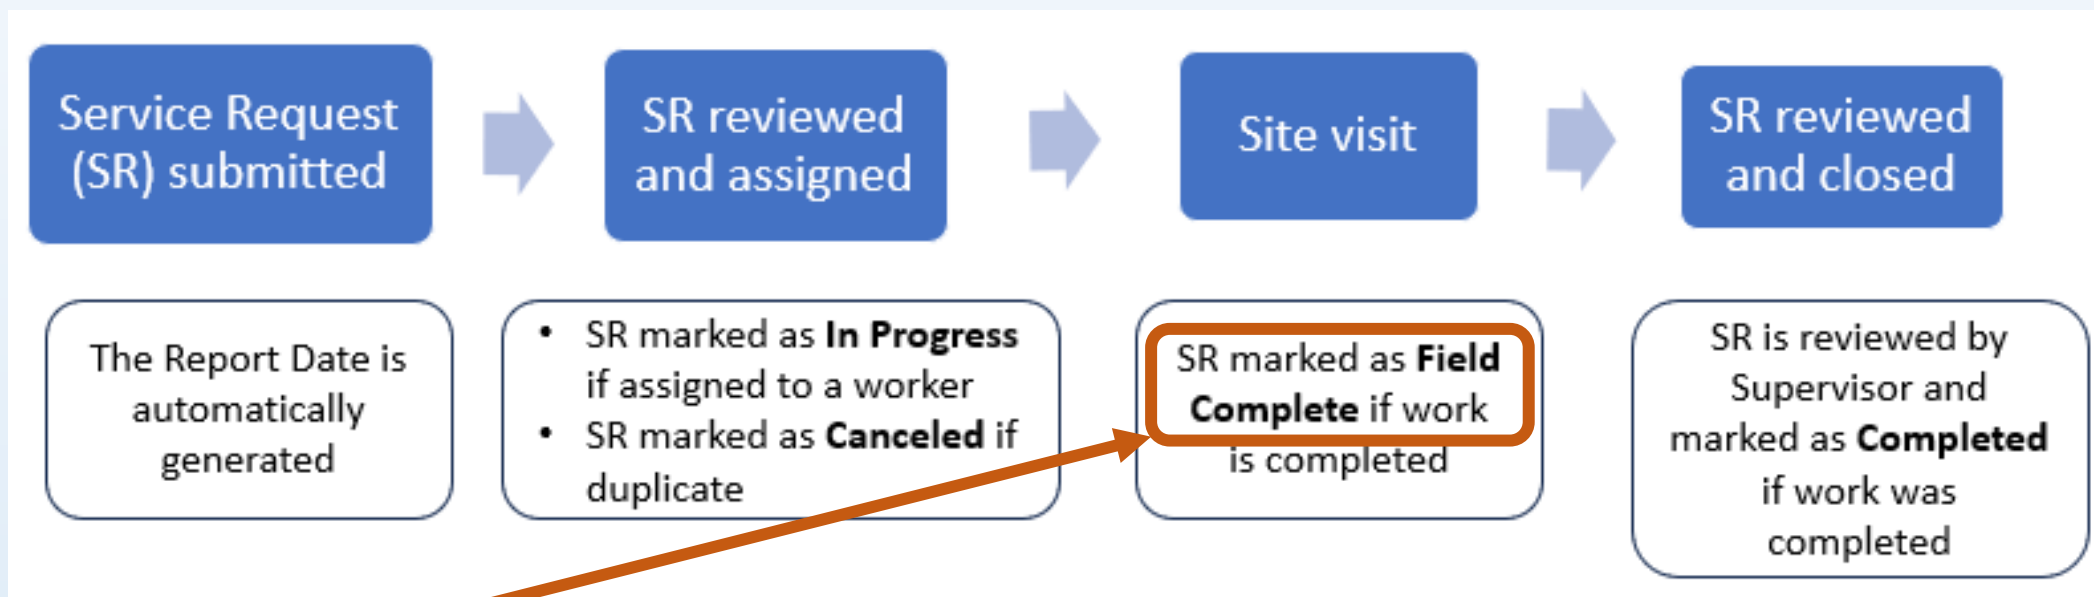 Service Request
(SR) submitted
SR reviewed
and assigned
Site visit
SR reviewed
and closed
The Report Date is
automatically
generated
• SR marked as In Progress
if assigned to a worker
• SR marked as Canceled if
duplicate
SR marked as Field
Complete if work
is completed
SR is reviewed by
Supervisor and
marked as Completed
if work was
completed